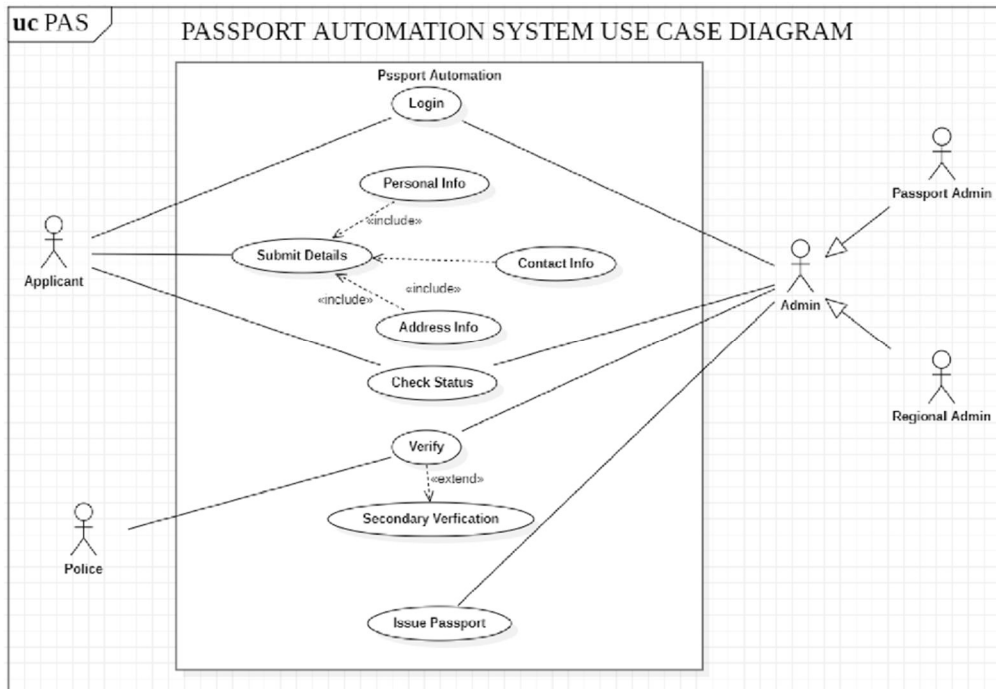 uc PAS
PASSPORT AUTOMATION SYSTEM USE CASE DIAGRAM
Pssport Automation
Login
Passport Admin
Personal Info
«include»
Submit Details
Contact Info
Applicant
«include»
«include»
Admin
Address Info
Check Status
Regional Admin
Verify
«extend»
Secondary Verfication
Police
Issue Passport